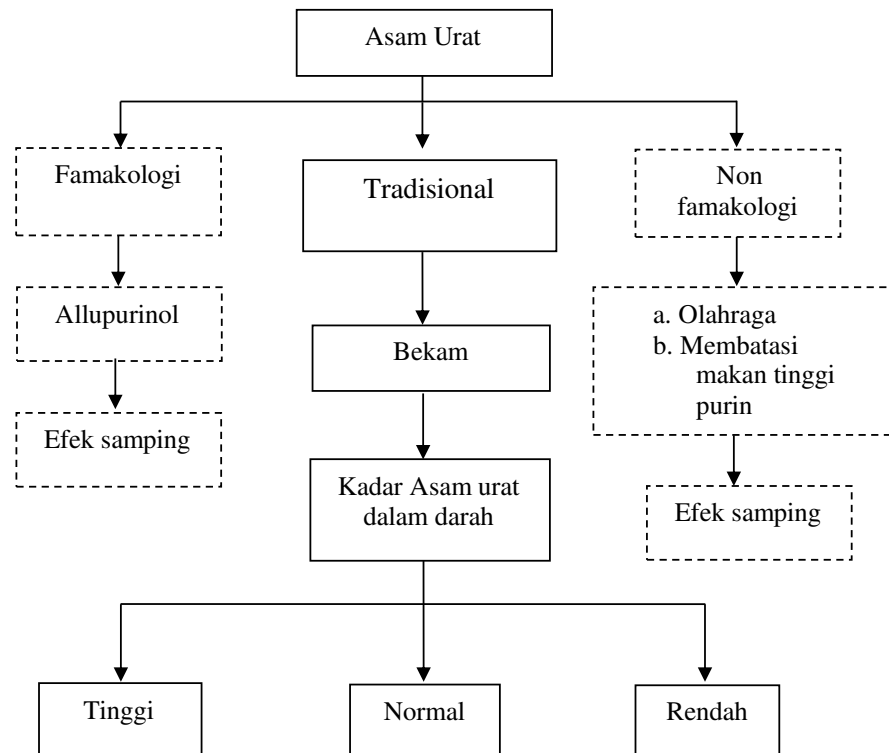 Asam Urat
Famakologi
Tradisional
Non
famakologi
Allupurinol
Bekam
a. Olahraga
b. Membatasi
makan tinggi
purin
Efek samping
Kadar Asam urat
dalam darah
Efek samping
Tinggi
Normal
Rendah